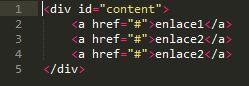 1 <div id="content">
2 <a href="#">enlace1</a>
3 <a href="#">enlace2</a>
4 <a href="#">enlace2</a>
5 </div>